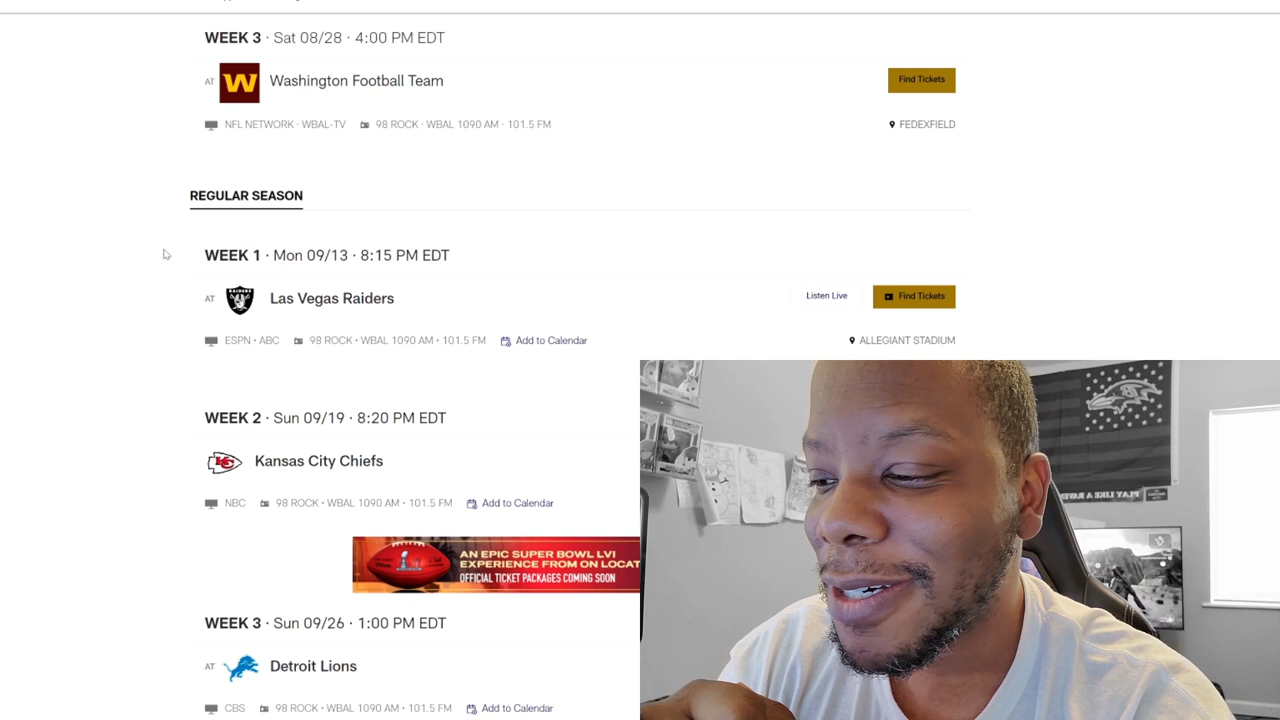 WEEK 3 · Sat 08/28 · 4:00 PM EDT
AT W Washington Football Team Find Tickets
NFL NETWORK · WBAL-TV 98 ROCK · WBAL 1090 AM · 101.5 FM FEDEXFIELD
REGULAR SEASON
WEEK 1 · Mon 09/13 · 8:15 PM EDT
AT RAIDERS Las Vegas Raiders Listen Live Find Tickets
ESPN • ABC 98 ROCK • WBAL 1090 AM • 101.5 FM Add to Calendar ALLEGIANT STADIUM
WEEK 2 · Sun 09/19 · 8:20 PM EDT
KC Kansas City Chiefs
NBC 98 ROCK • WBAL 1090 AM • 101.5 FM Add to Calendar
AN EPIC SUPER BOWL LVI
EXPERIENCE FROM ON LOCAT
OFFICIAL TICKET PACKAGES COMING SOON
PLAY LIKE A RAVEN
WEEK 3 · Sun 09/26 · 1:00 PM EDT
AT Detroit Lions
CBS 98 ROCK • WBAL 1090 AM • 101.5 FM Add to Calendar